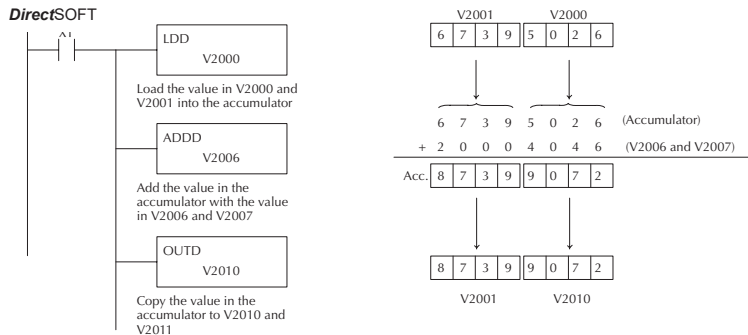 DirectSOFT
X1
LDD
V2000
Load the value in V2000 and
V2001 into the accumulator
ADDD
V2006
Add the value in the
accumulator with the value
in V2006 and V2007
OUTD
V2010
Copy the value in the
accumulator to V2010 and
V2011
V2001 V2000
6 7 3 9 5 0 2 6
6 7 3 9 5 0 2 6 (Accumulator)
+ 2 0 0 0 4 0 4 6 (V2006 and V2007)
Acc. 8 7 3 9 9 0 7 2
8 7 3 9 9 0 7 2
V2001 V2010